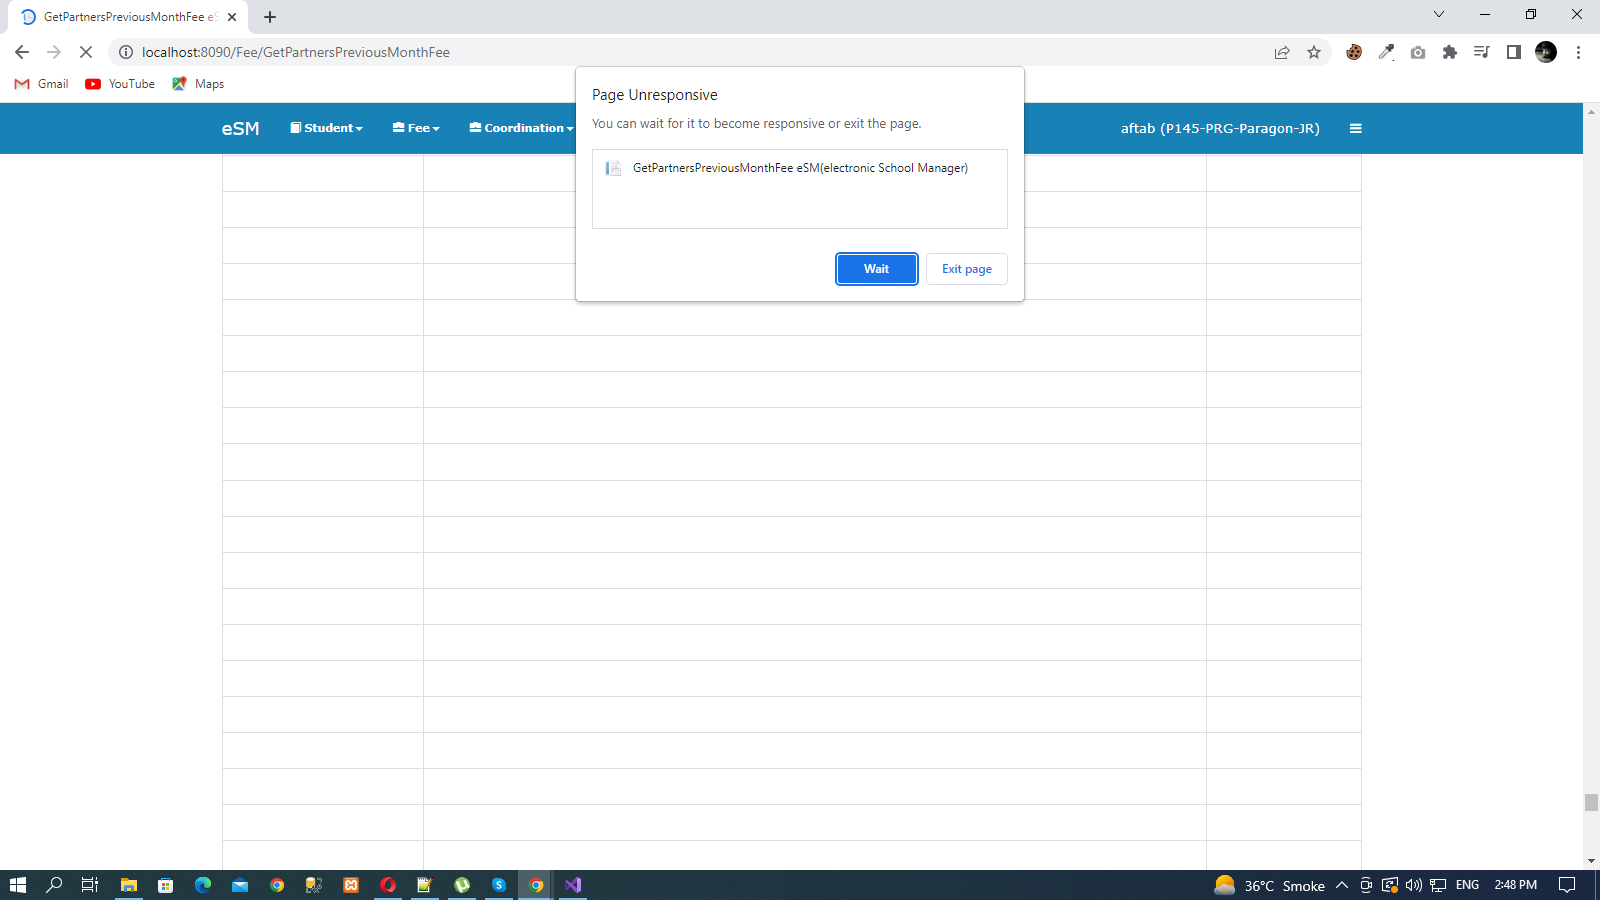 GetPartnersPreviousMonthFee eS
localhost:8090/Fee/GetPartnersPreviousMonthFee
Gmail YouTube Maps
eSM Student Fee Coordination aftab (P145-PRG-Paragon-JR)
Page Unresponsive
You can wait for it to become responsive or exit the page.
GetPartnersPreviousMonthFee eSM(electronic School Manager)
Wait Exit page
36°C Smoke ENG 2:48 PM